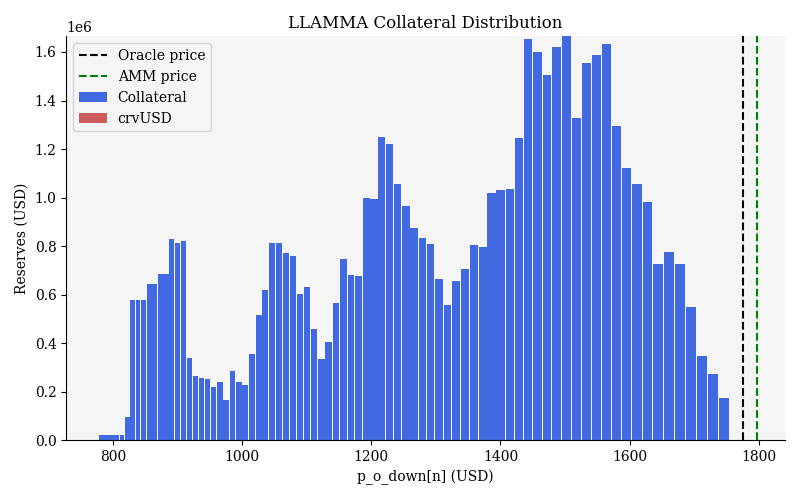 LLAMMA Collateral Distribution
1e6
Oracle price
AMM price
Collateral
crvUSD
1.6
1.4
1.2
1.0
0.8
0.6
0.4
0.2
0.0
Reserves (USD)
800 1000 1200 1400 1600 1800
p_o_down[n] (USD)